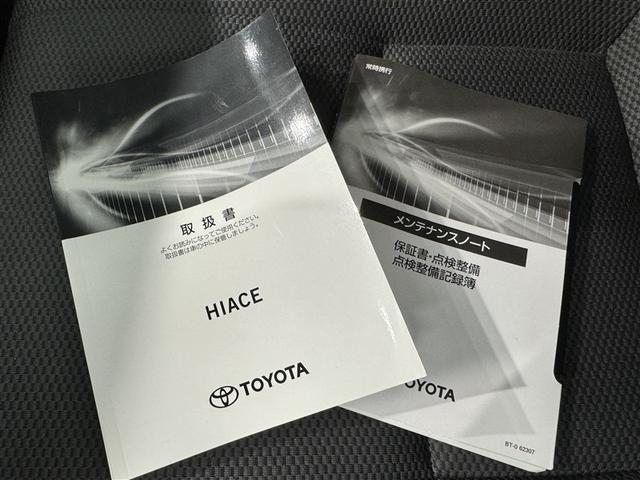 取扱書
よくお読みになってご使用ください。
取扱書は車の中に保管しましょう。
HIACE
TOYOTA
常時携行
メンテナンスノート
保証書・点検整備
点検整備記録簿
OYOTA
BT-0 62307